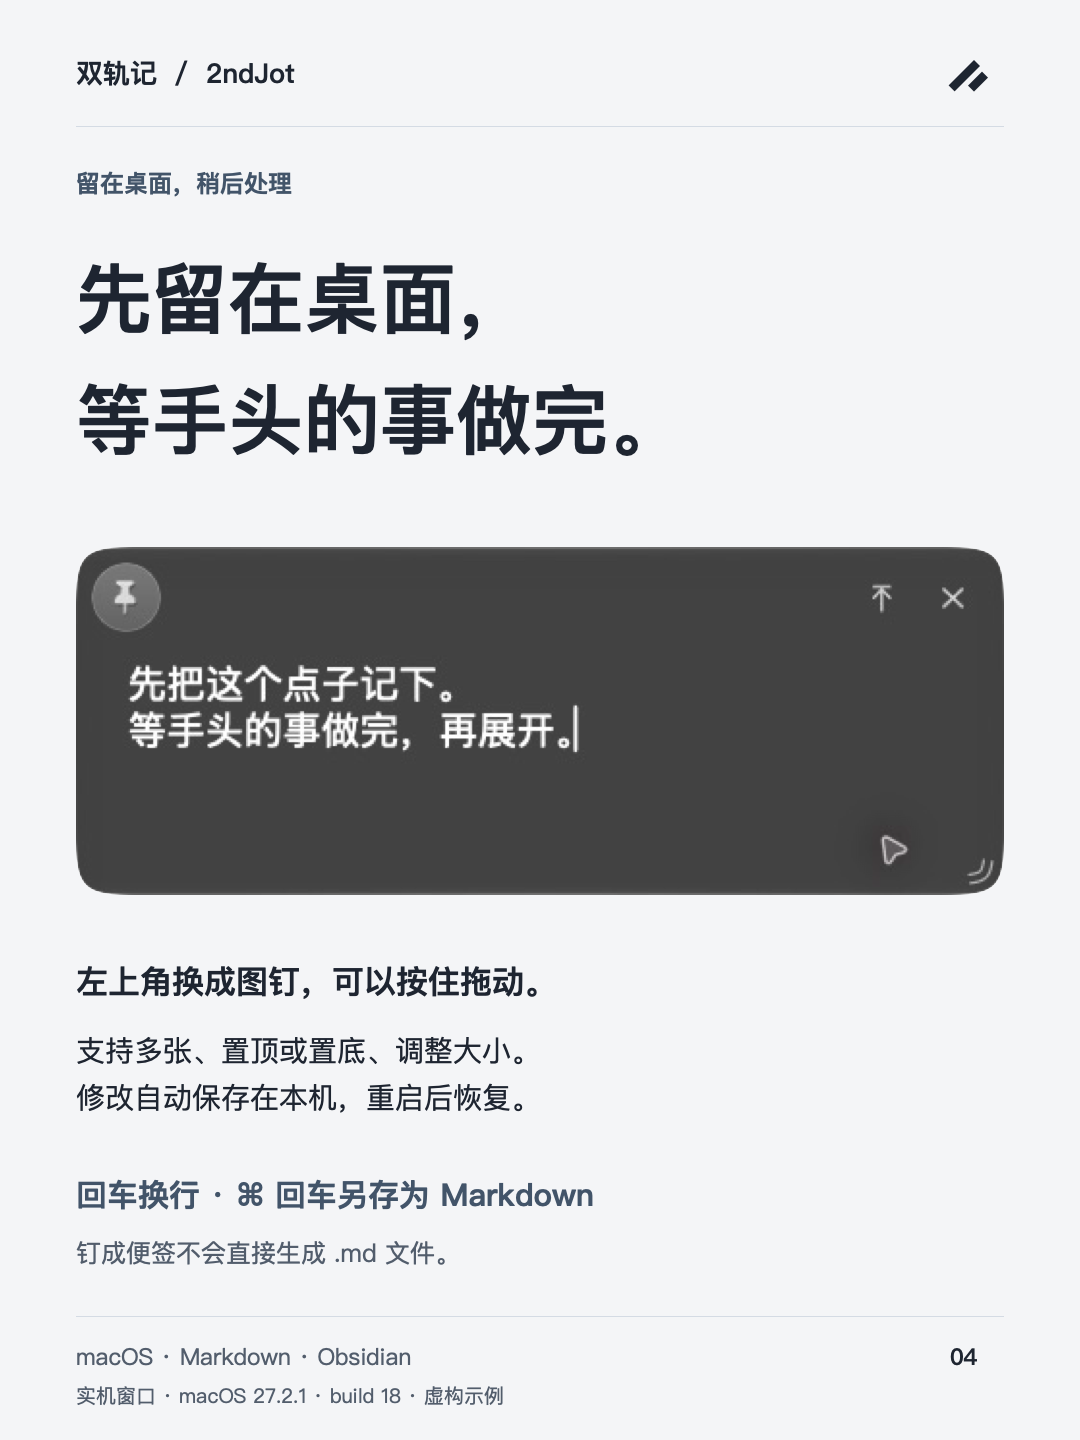 双轨记 / 2ndJot
留在桌面，稍后处理
先留在桌面，
等手头的事做完。
先把这个点子记下。
等手头的事做完，再展开。
左上角换成图钉，可以按住拖动。
支持多张、置顶或置底、调整大小。
修改自动保存在本机，重启后恢复。
回车换行 · ⌘ 回车另存为 Markdown
钉成便签不会直接生成 .md 文件。
macOS · Markdown · Obsidian
04
实机窗口 · macOS 27.2.1 · build 18 · 虚构示例